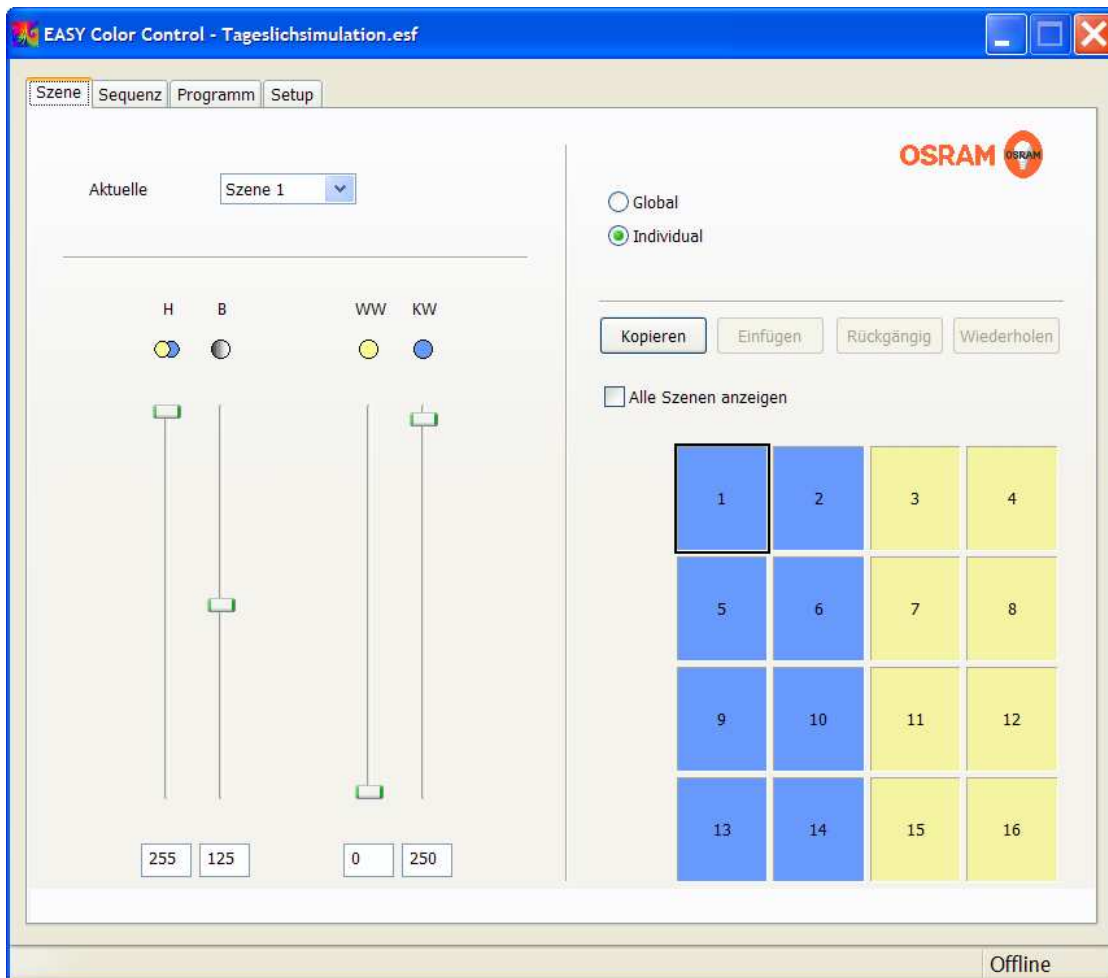 EASY Color Control - Tageslichsimulation.esf
Szene Sequenz Programm Setup
OSRAM OSRAM
Aktuelle Szene 1
Global
Individual
H B WW KW
Kopieren Einfügen Rückgängig Wiederholen
Alle Szenen anzeigen
1 2 3 4
5 6 7 8
9 10 11 12
13 14 15 16
255 125 0 250
Offline